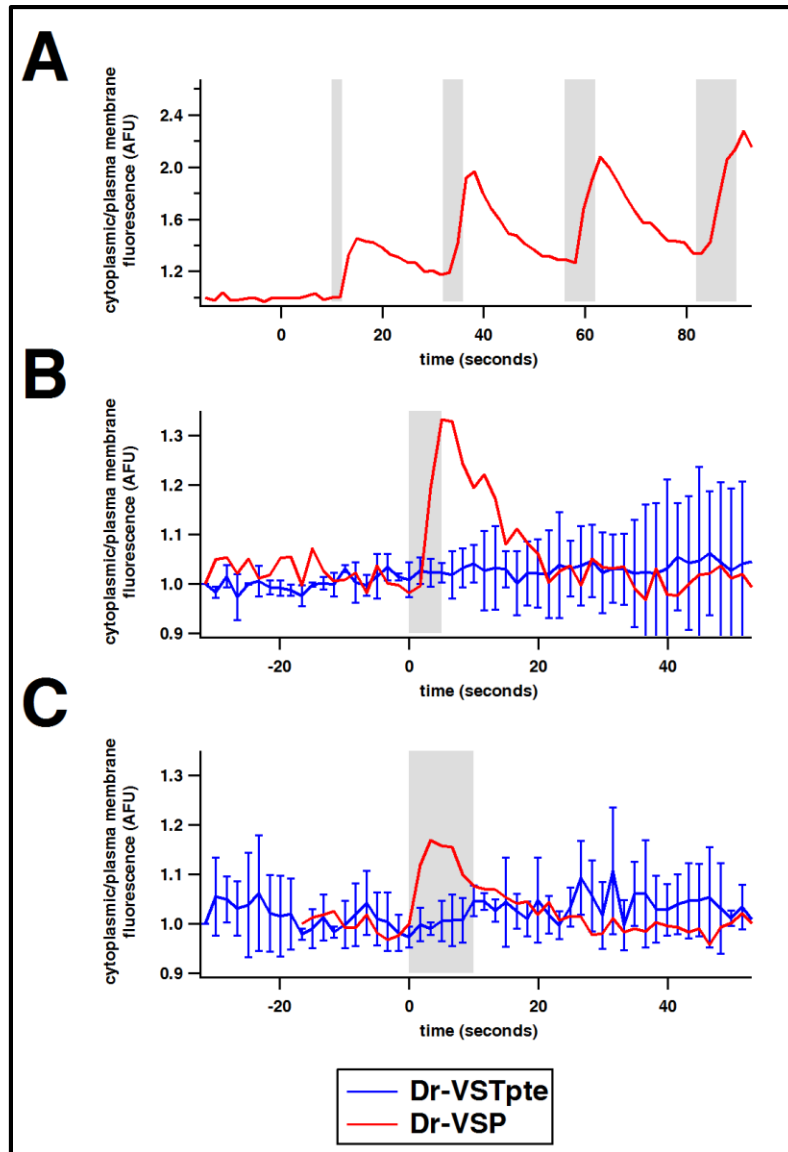 A
cytoplasmic/plasma membrane
fluorescence (AFU)
2.4
2.0
1.6
1.2
0
20
40
60
80
time (seconds)
B
cytoplasmic/plasma membrane
fluorescence (AFU)
1.3
1.2
1.1
1.0
0.9
-20
0
20
40
time (seconds)
C
cytoplasmic/plasma membrane
fluorescence (AFU)
1.3
1.2
1.1
1.0
0.9
-20
0
20
40
time (seconds)
Dr-VSTpte
Dr-VSP